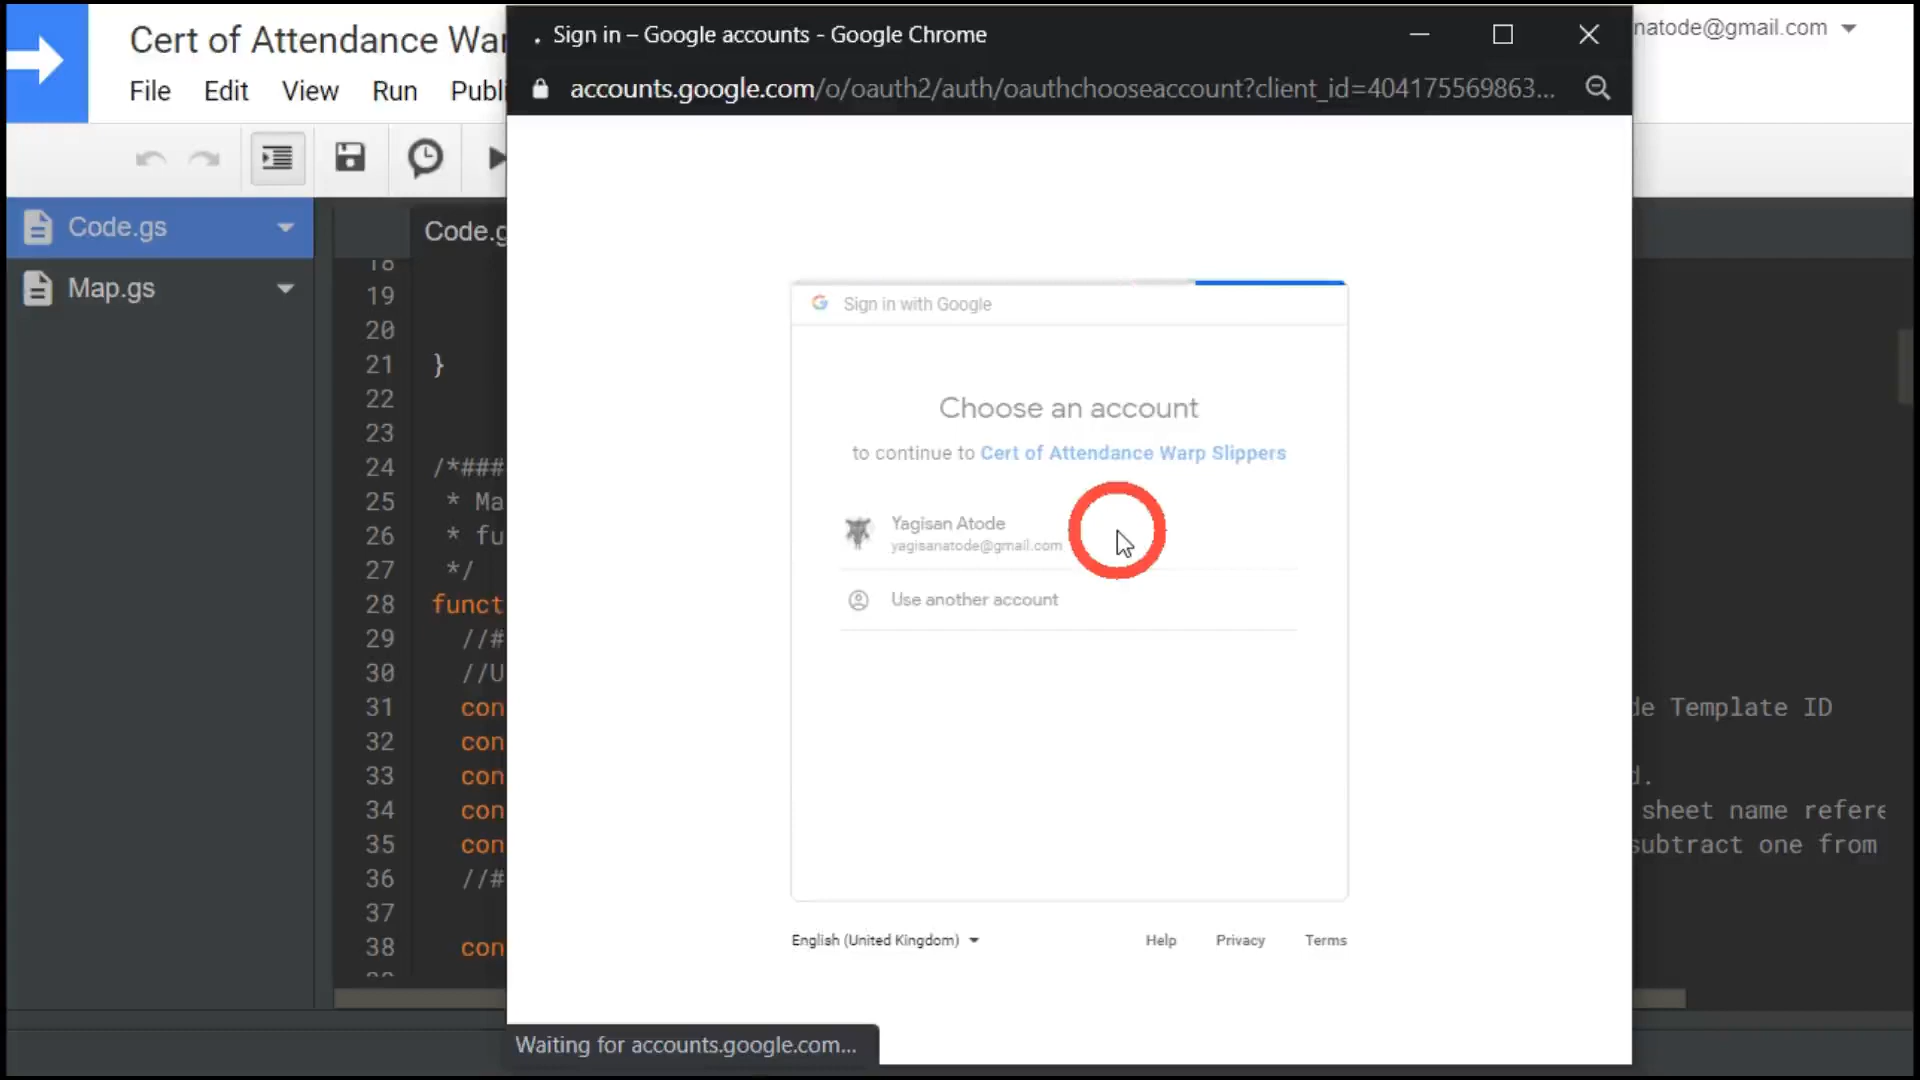 Cert of Attendance War
File Edit View Run Publi
Sign in – Google accounts - Google Chrome
accounts.google.com/o/oauth2/auth/oauthchooseaccount?client_id=404175569863...
natode@gmail.com
Code.gs
Map.gs
Code.g
18
19
20
21 }
22
23
24 /*###
25 * Ma
26 * fu
27 */
28 funct
29 //#
30 //U
31 con
de Template ID
32 con
33 con
d.
34 con
sheet name refere
35 con
subtract one from
36 //#
37
38 con
Sign in with Google
Choose an account
to continue to Cert of Attendance Warp Slippers
Yagisan Atode
yagisanatode@gmail.com
Use another account
English (United Kingdom)
Help Privacy Terms
Waiting for accounts.google.com...